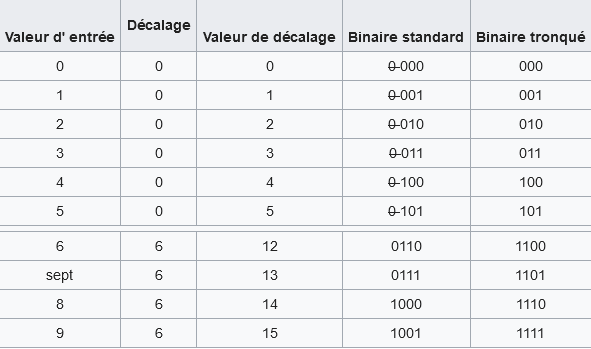 Valeur d' entrée Décalage Valeur de décalage Binaire standard Binaire tronqué
0 0 0 0 000 000
1 0 1 0 001 001
2 0 2 0 010 010
3 0 3 0 011 011
4 0 4 0 100 100
5 0 5 0 101 101
6 6 12 0110 1100
sept 6 13 0111 1101
8 6 14 1000 1110
9 6 15 1001 1111